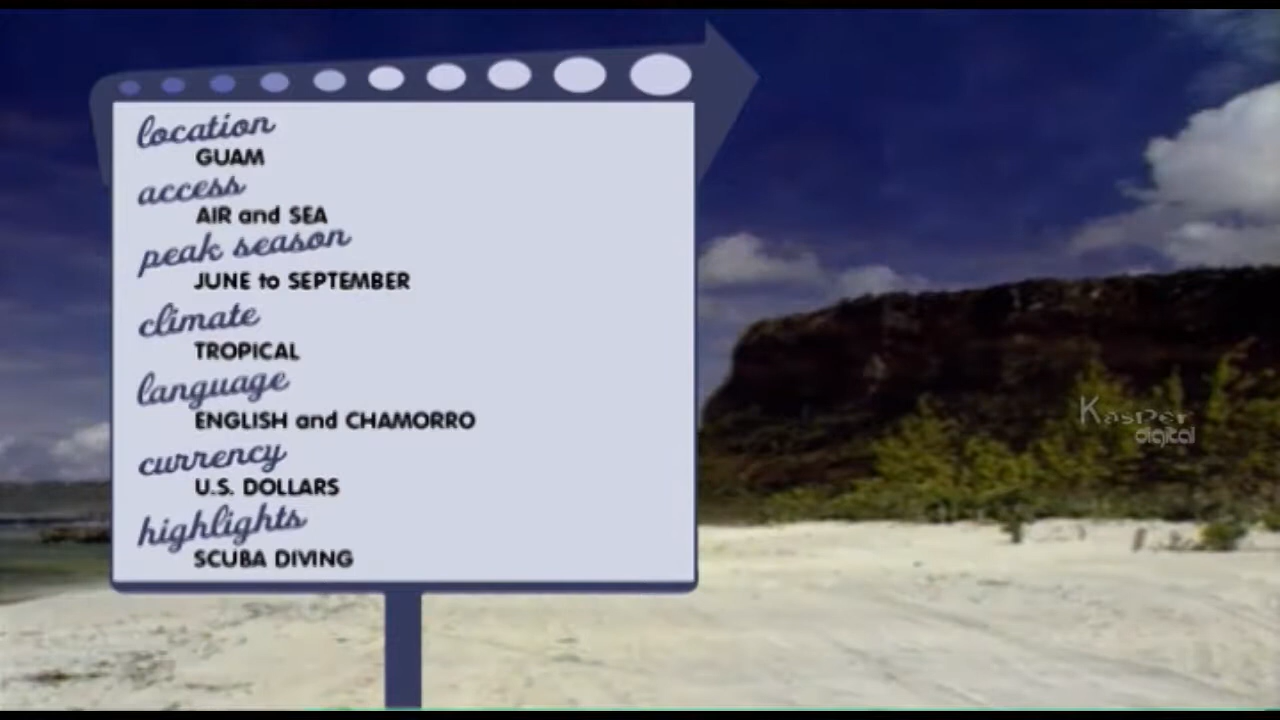 location
GUAM
access
AIR and SEA
peak season
JUNE to SEPTEMBER
climate
TROPICAL
language
ENGLISH and CHAMORRO
currency
U.S. DOLLARS
highlights
SCUBA DIVING
Kasper
digital